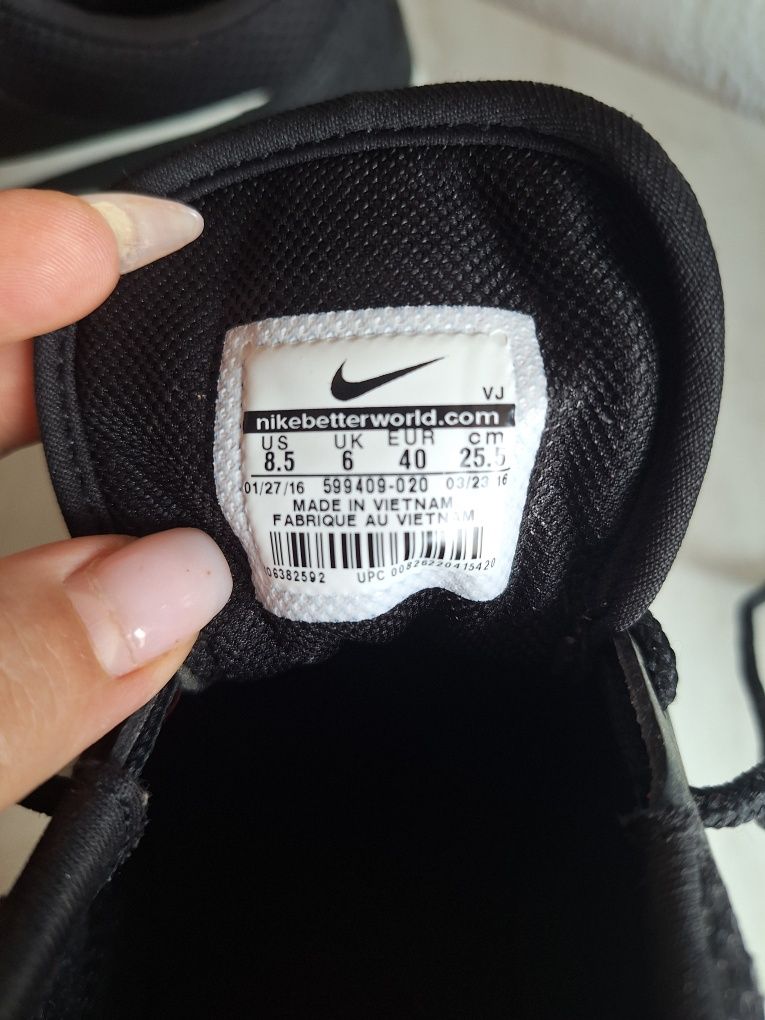 VJ
nikebetterworld.com
US UK EUR cm
8.5 6 40 25.5
01/27/16 599409-020 03/23/16
MADE IN VIETNAM
FABRIQUE AU VIETNAM
06382592 UPC 00826220415420